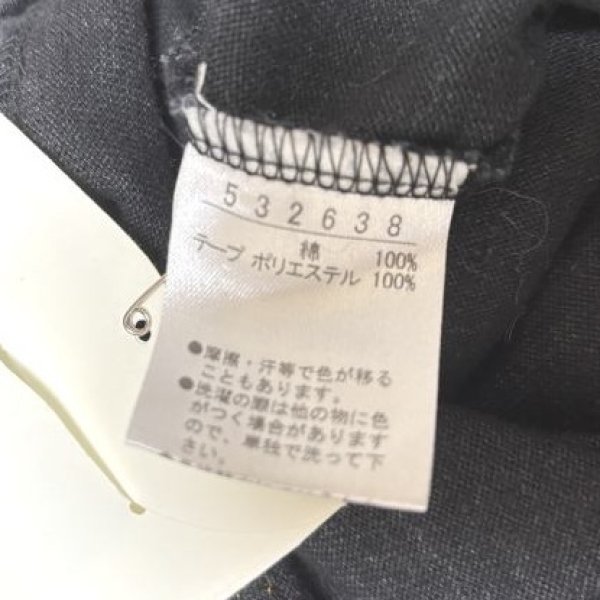 532638
綿 100%
テープ ポリエステル 100%
●摩擦・汗等で色が移る
こともあります。
●洗濯の際は他の物に色
がつく場合があります
ので、単独で洗って下
さい。